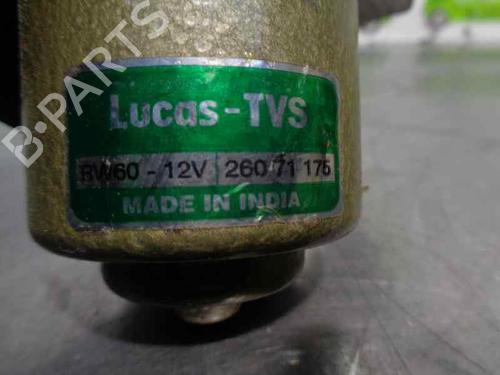 B-PARTS
Lucas-TVS
RW60 - 12V 260 71 175
MADE IN INDIA